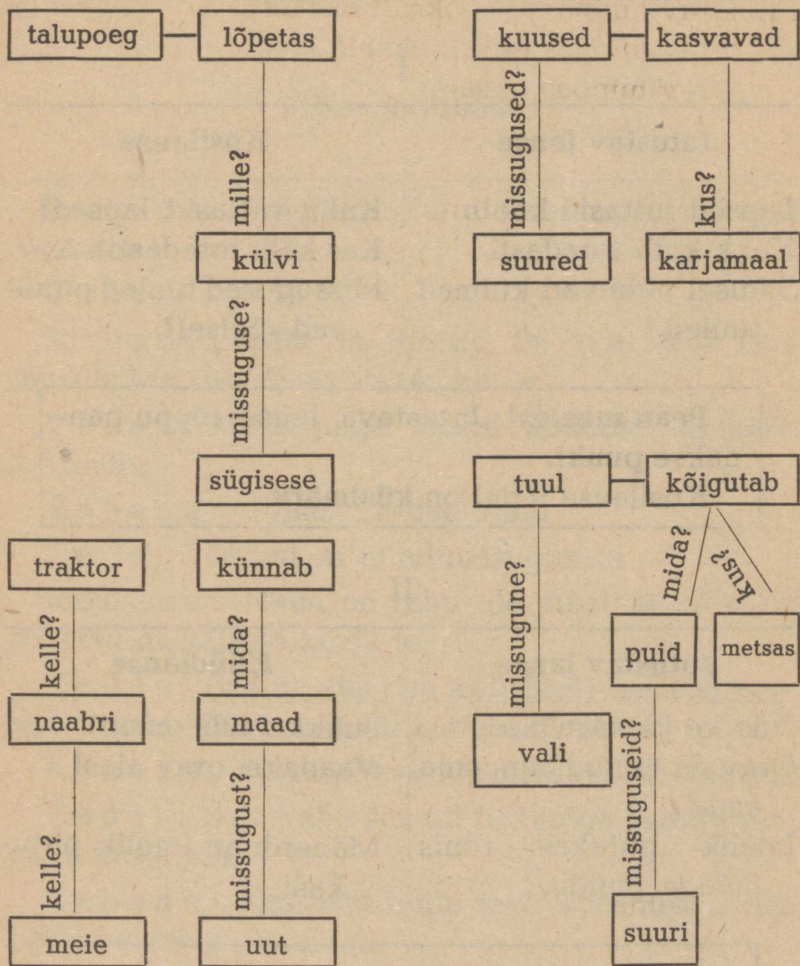 talupoeg lõpetas
mille?
külvi
missuguse?
sügisese
kuused kasvavad
missugused?
kus?
suured karjamaal
traktor künnab
kelle?
mida?
naabri maad
kelle?
missugust?
meie uut
tuul kõigutab
missugune?
mida?
kus?
puid metsas
vali
missuguseid?
suuri